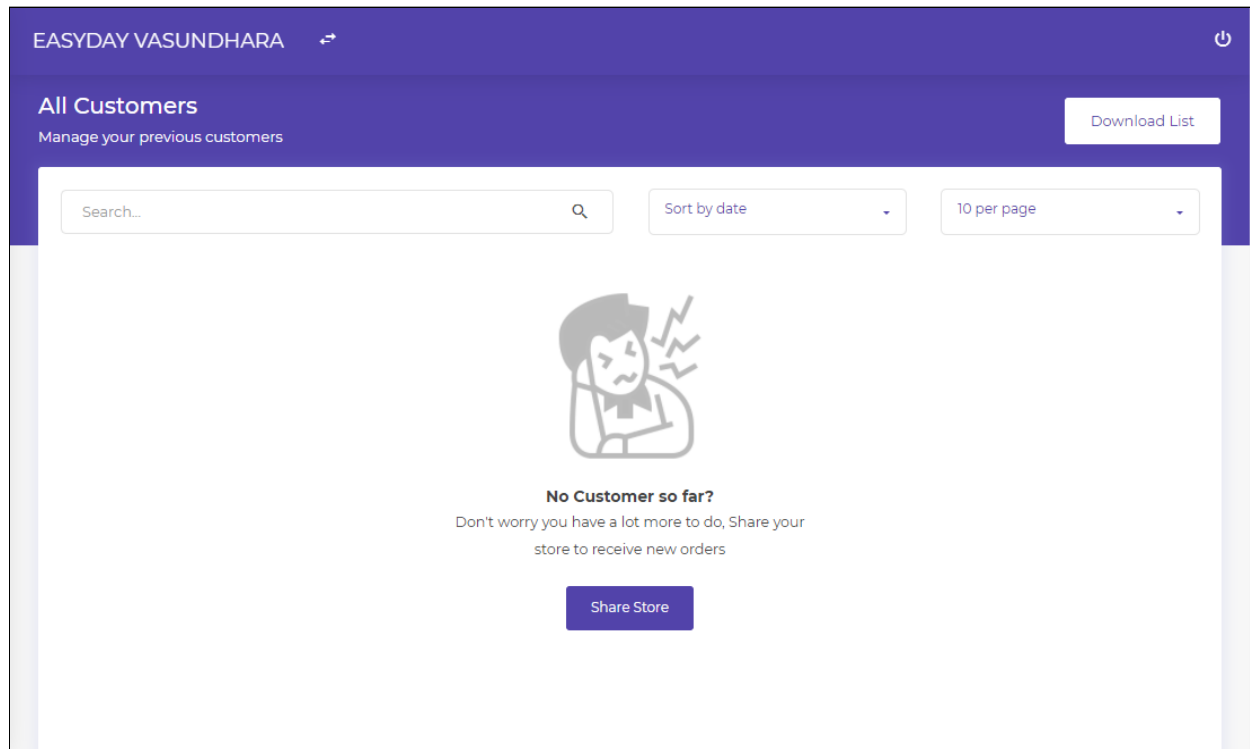 EASYDAY VASUNDHARA
All Customers
Manage your previous customers
Download List
Search...
Sort by date
10 per page
No Customer so far?
Don't worry you have a lot more to do, Share your
store to receive new orders
Share Store